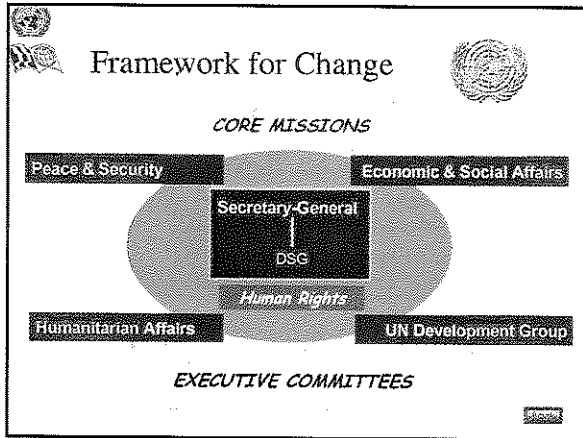 Framework for Change
CORE MISSIONS
Peace & Security
Economic & Social Affairs
Secretary-General
DSG
Human Rights
Humanitarian Affairs
UN Development Group
EXECUTIVE COMMITTEES